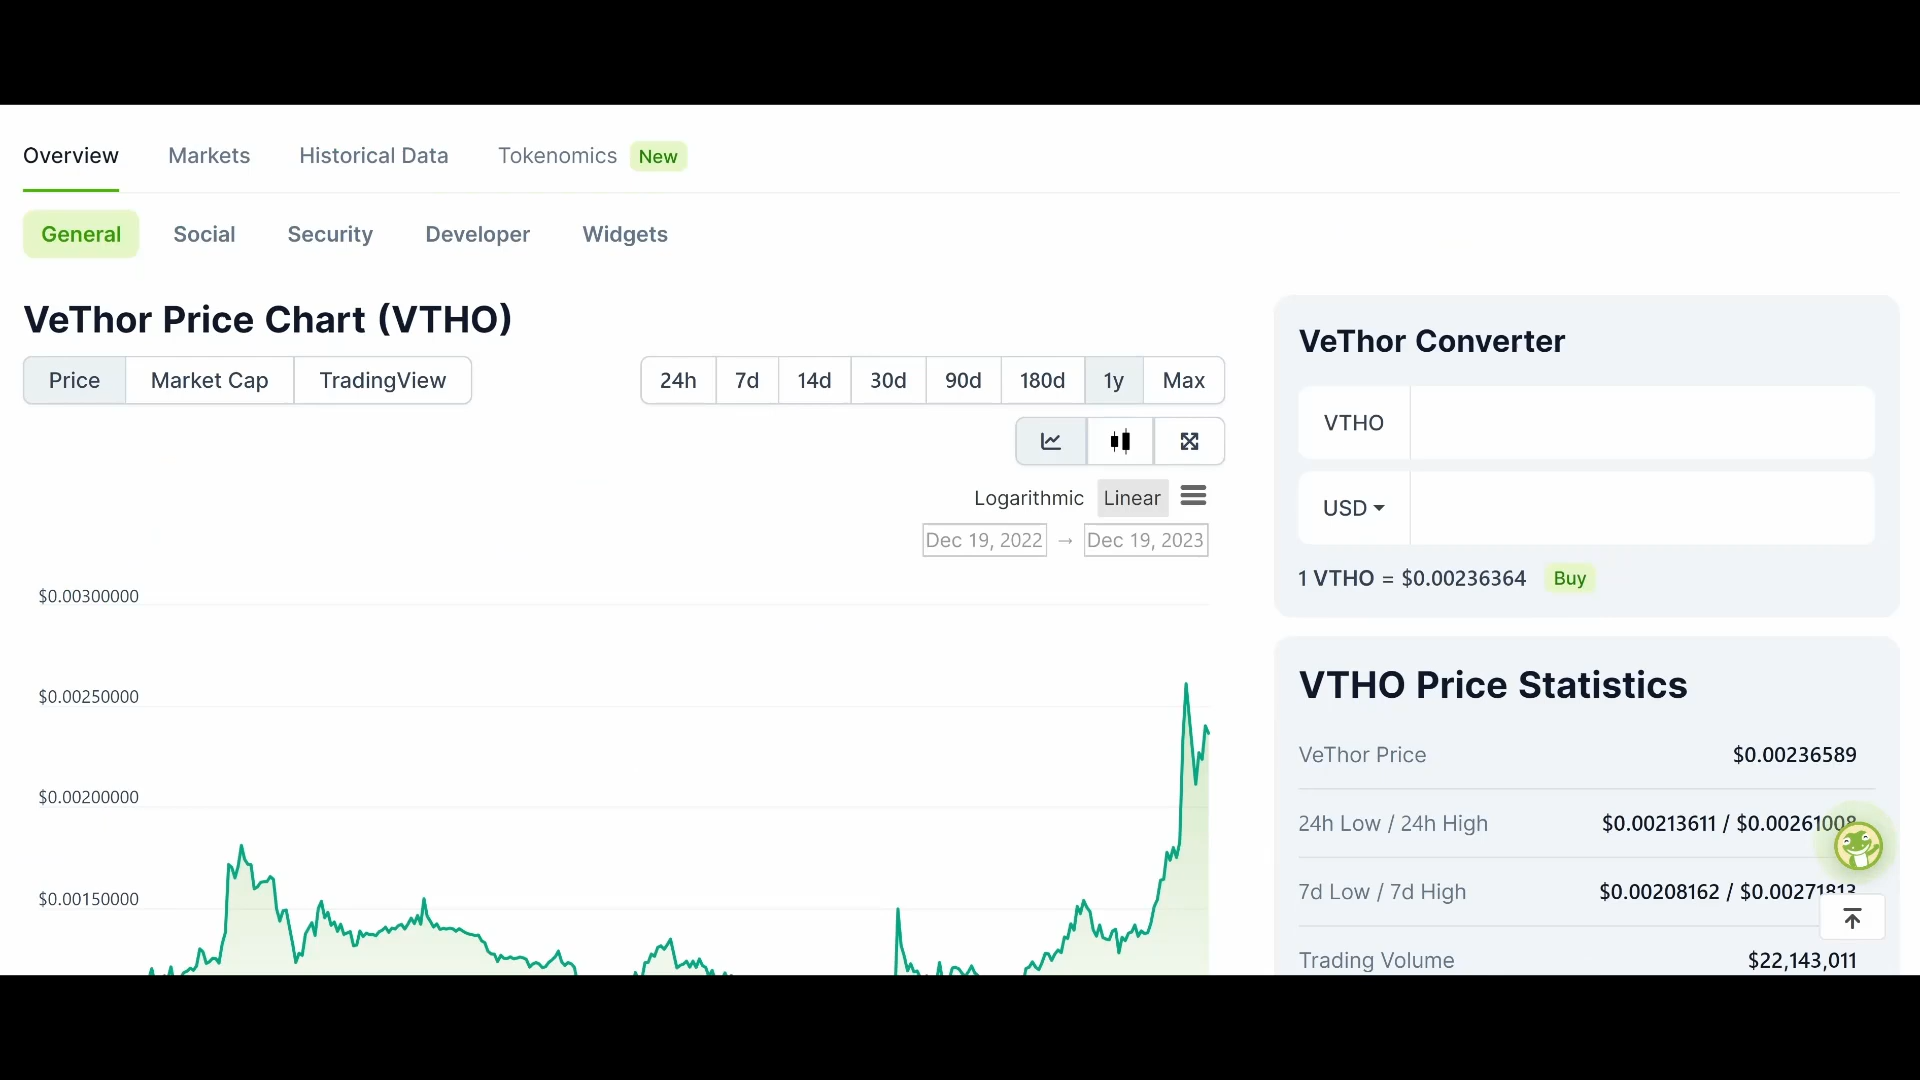 Overview Markets Historical Data Tokenomics New
General Social Security Developer Widgets
VeThor Price Chart (VTHO)
Price Market Cap TradingView
24h 7d 14d 30d 90d 180d 1y Max
Logarithmic Linear
Dec 19, 2022 → Dec 19, 2023
$0.00300000
$0.00250000
$0.00200000
$0.00150000
VeThor Converter
VTHO
USD
1 VTHO = $0.00236364 Buy
VTHO Price Statistics
VeThor Price $0.00236589
24h Low / 24h High $0.00213611 / $0.00261008
7d Low / 7d High $0.00208162 / $0.00271813
Trading Volume $22,143,011